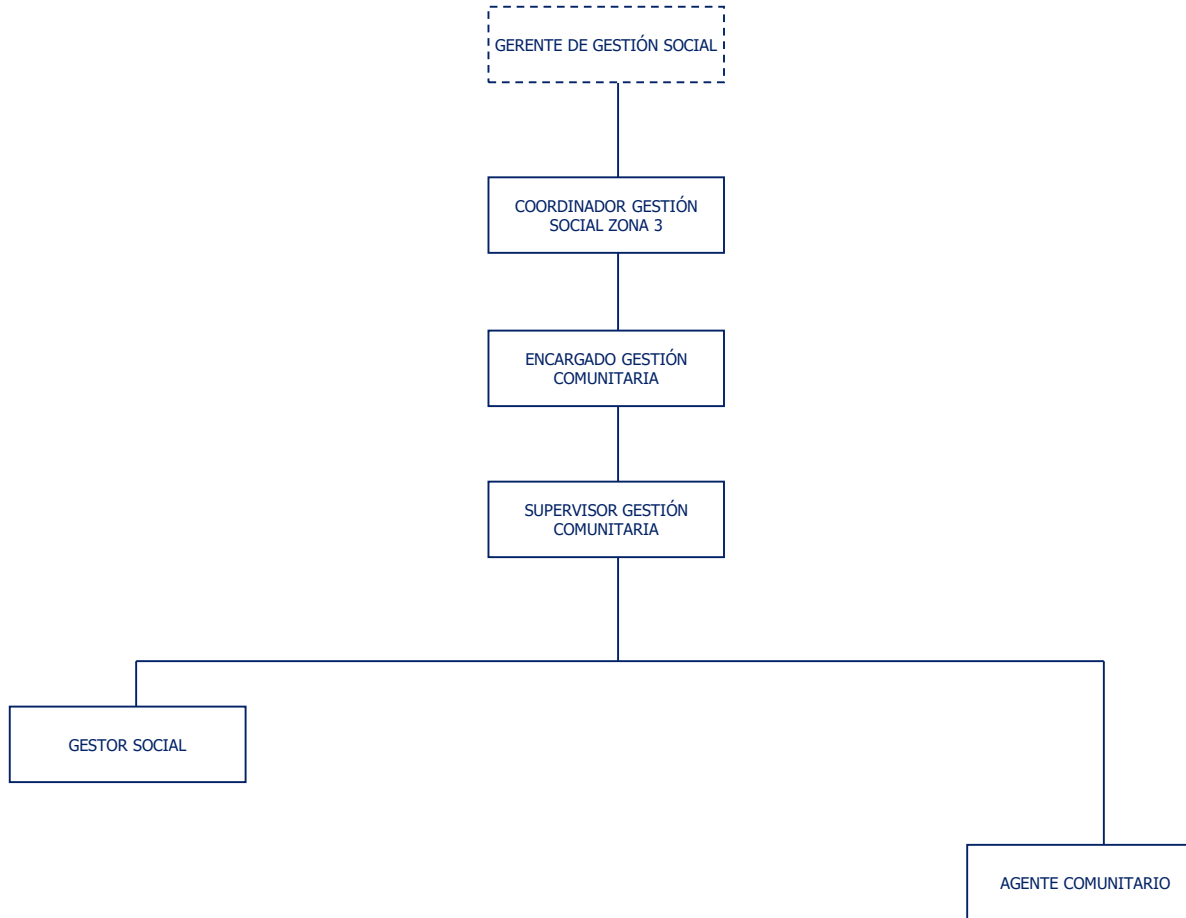 GERENTE DE GESTIÓN SOCIAL
COORDINADOR GESTIÓN
SOCIAL ZONA 3
ENCARGADO GESTIÓN
COMUNITARIA
SUPERVISOR GESTIÓN
COMUNITARIA
GESTOR SOCIAL
AGENTE COMUNITARIO